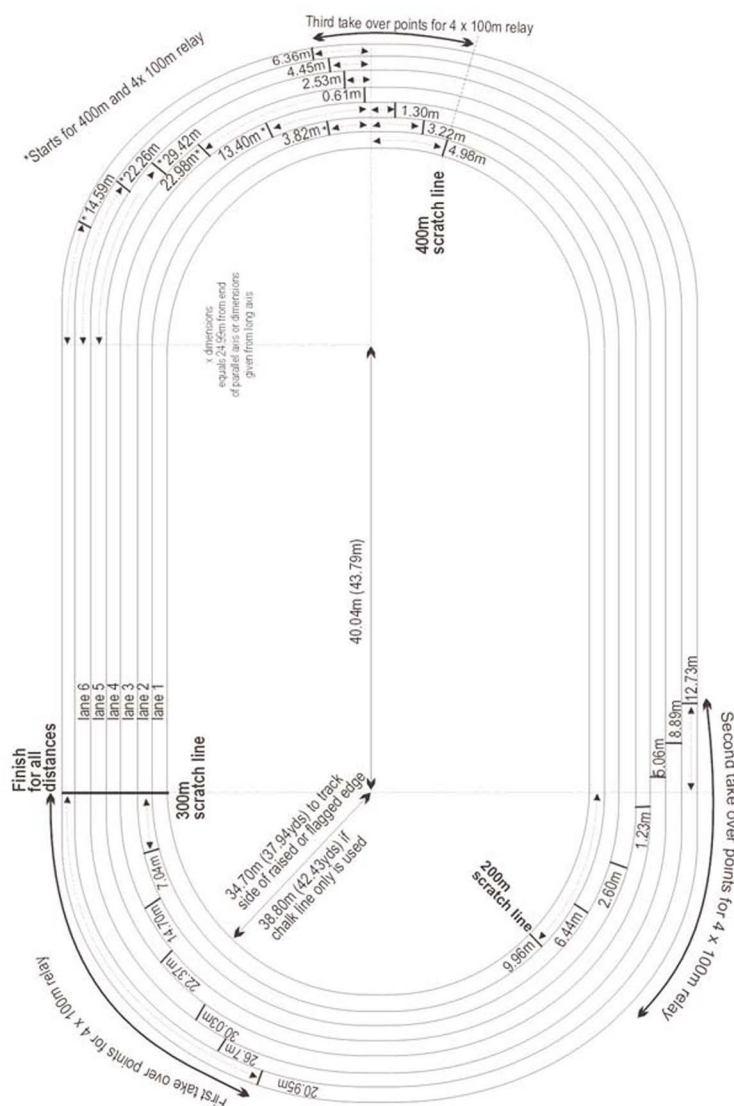 Third take over points for 4 x 100m relay
*Starts for 400m and 4x 100m relay
6.36m
4.45m
2.53m
0.61m
1.30m
3.22m
4.98m
3.82m*
13.40m*
22.98m*
*29.42m
*22.26m
*14.59m
400m
scratch line
x dimensions
equals 24.99m from end
of parallel axis or dimensions
given from long axis
40.04m (43.79m)
lane 6
lane 5
lane 4
lane 3
lane 2
lane 1
Finish
for all
distances
300m
scratch line
34.70m (37.94yds) to track
side of raised or flagged edge
38.80m (42.43yds) if
chalk line only is used
200m
scratch line
12.73m
8.89m
5.06m
1.23m
2.60m
6.44m
9.96m
Second take over points for 4 x 100m relay
7.04m
14.70m
22.37m
30.03m
26.7m
20.95m
First take over points for 4 x 100m relay